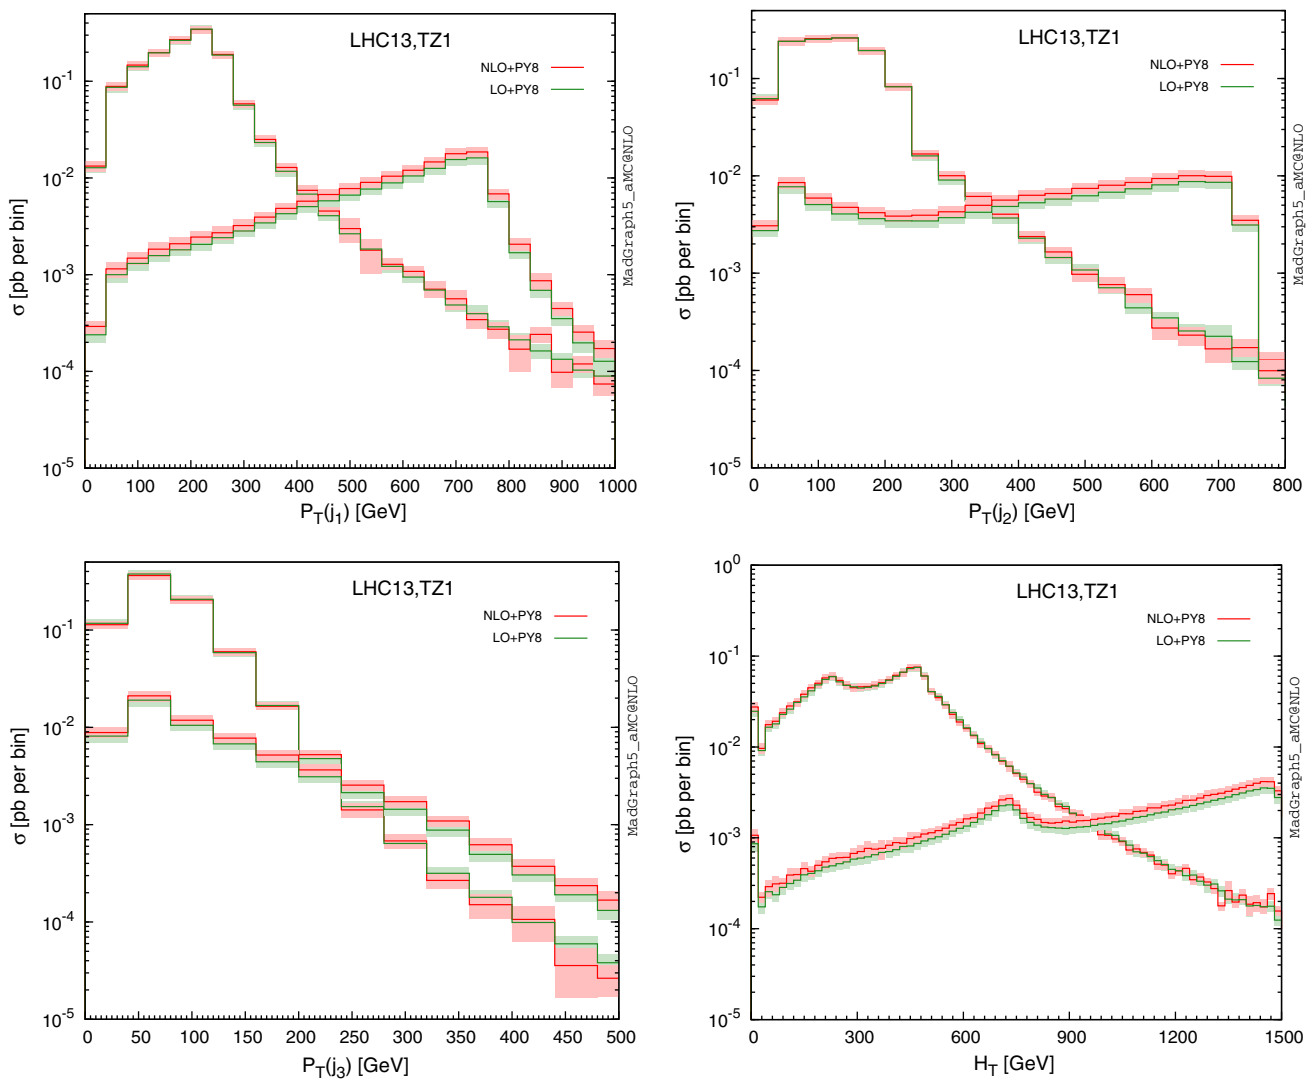 LHC13,TZ1
NLO+PY8
LO+PY8
10^-1
10^-2
10^-3
10^-4
10^-5
σ [pb per bin]
0 100 200 300 400 500 600 700 800 900 1000
P_T(j_1) [GeV]
MadGraph5_aMC@NLO
LHC13,TZ1
NLO+PY8
LO+PY8
10^-1
10^-2
10^-3
10^-4
10^-5
σ [pb per bin]
0 100 200 300 400 500 600 700 800
P_T(j_2) [GeV]
MadGraph5_aMC@NLO
LHC13,TZ1
NLO+PY8
LO+PY8
10^-1
10^-2
10^-3
10^-4
10^-5
σ [pb per bin]
0 50 100 150 200 250 300 350 400 450 500
P_T(j_3) [GeV]
MadGraph5_aMC@NLO
LHC13,TZ1
NLO+PY8
LO+PY8
10^0
10^-1
10^-2
10^-3
10^-4
10^-5
σ [pb per bin]
0 300 600 900 1200 1500
H_T [GeV]
MadGraph5_aMC@NLO